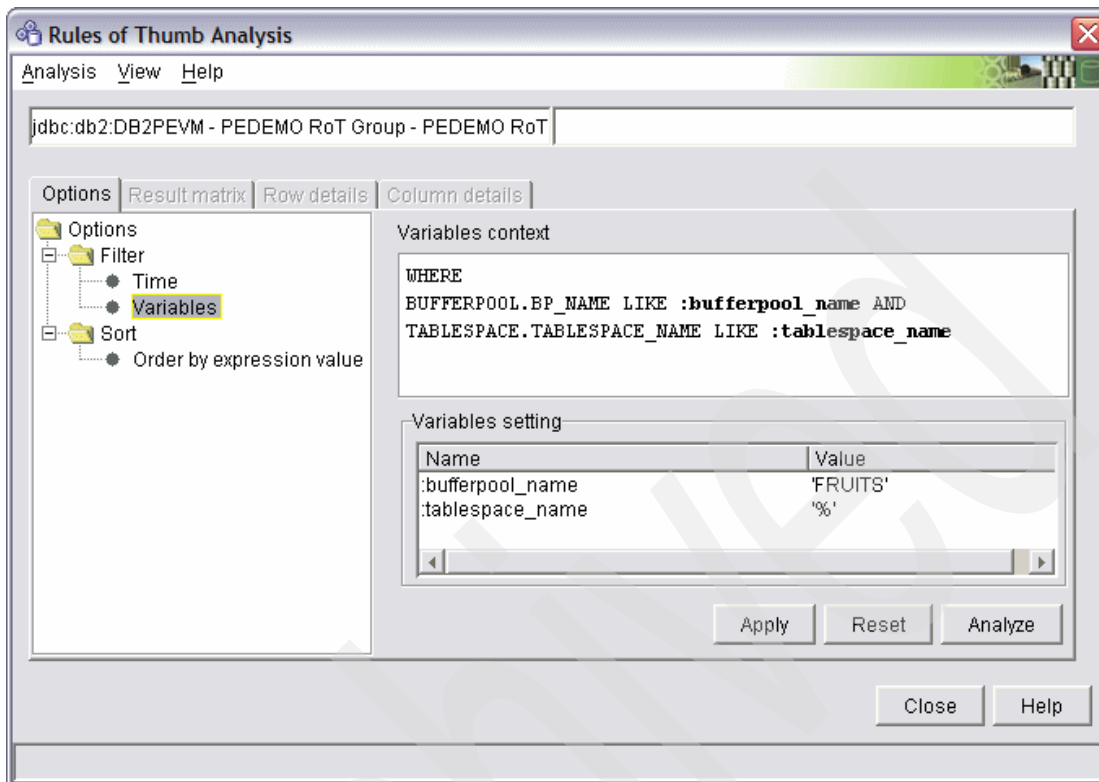 Rules of Thumb Analysis
Analysis View Help
jdbc:db2:DB2PEVM - PEDEMO RoT Group - PEDEMO RoT
Options Result matrix Row details Column details
Options
Filter
Time
Variables
Sort
Order by expression value
Variables context
WHERE
BUFFERPOOL.BP_NAME LIKE :bufferpool_name AND
TABLESPACE.TABLESPACE_NAME LIKE :tablespace_name
Variables setting
Name Value
:bufferpool_name 'FRUITS'
:tablespace_name '%'
Apply Reset Analyze
Close Help